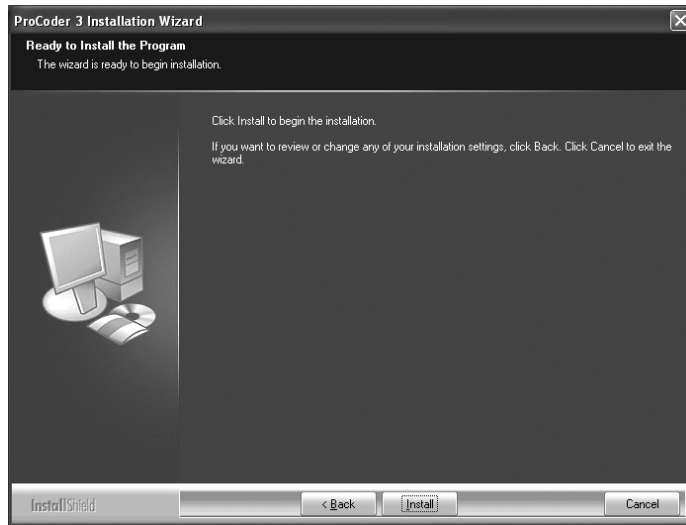 ProCoder 3 Installation Wizard
Ready to Install the Program
The wizard is ready to begin installation.
Click Install to begin the installation.
If you want to review or change any of your installation settings, click Back. Click Cancel to exit the
wizard.
InstallShield
< Back
Install
Cancel